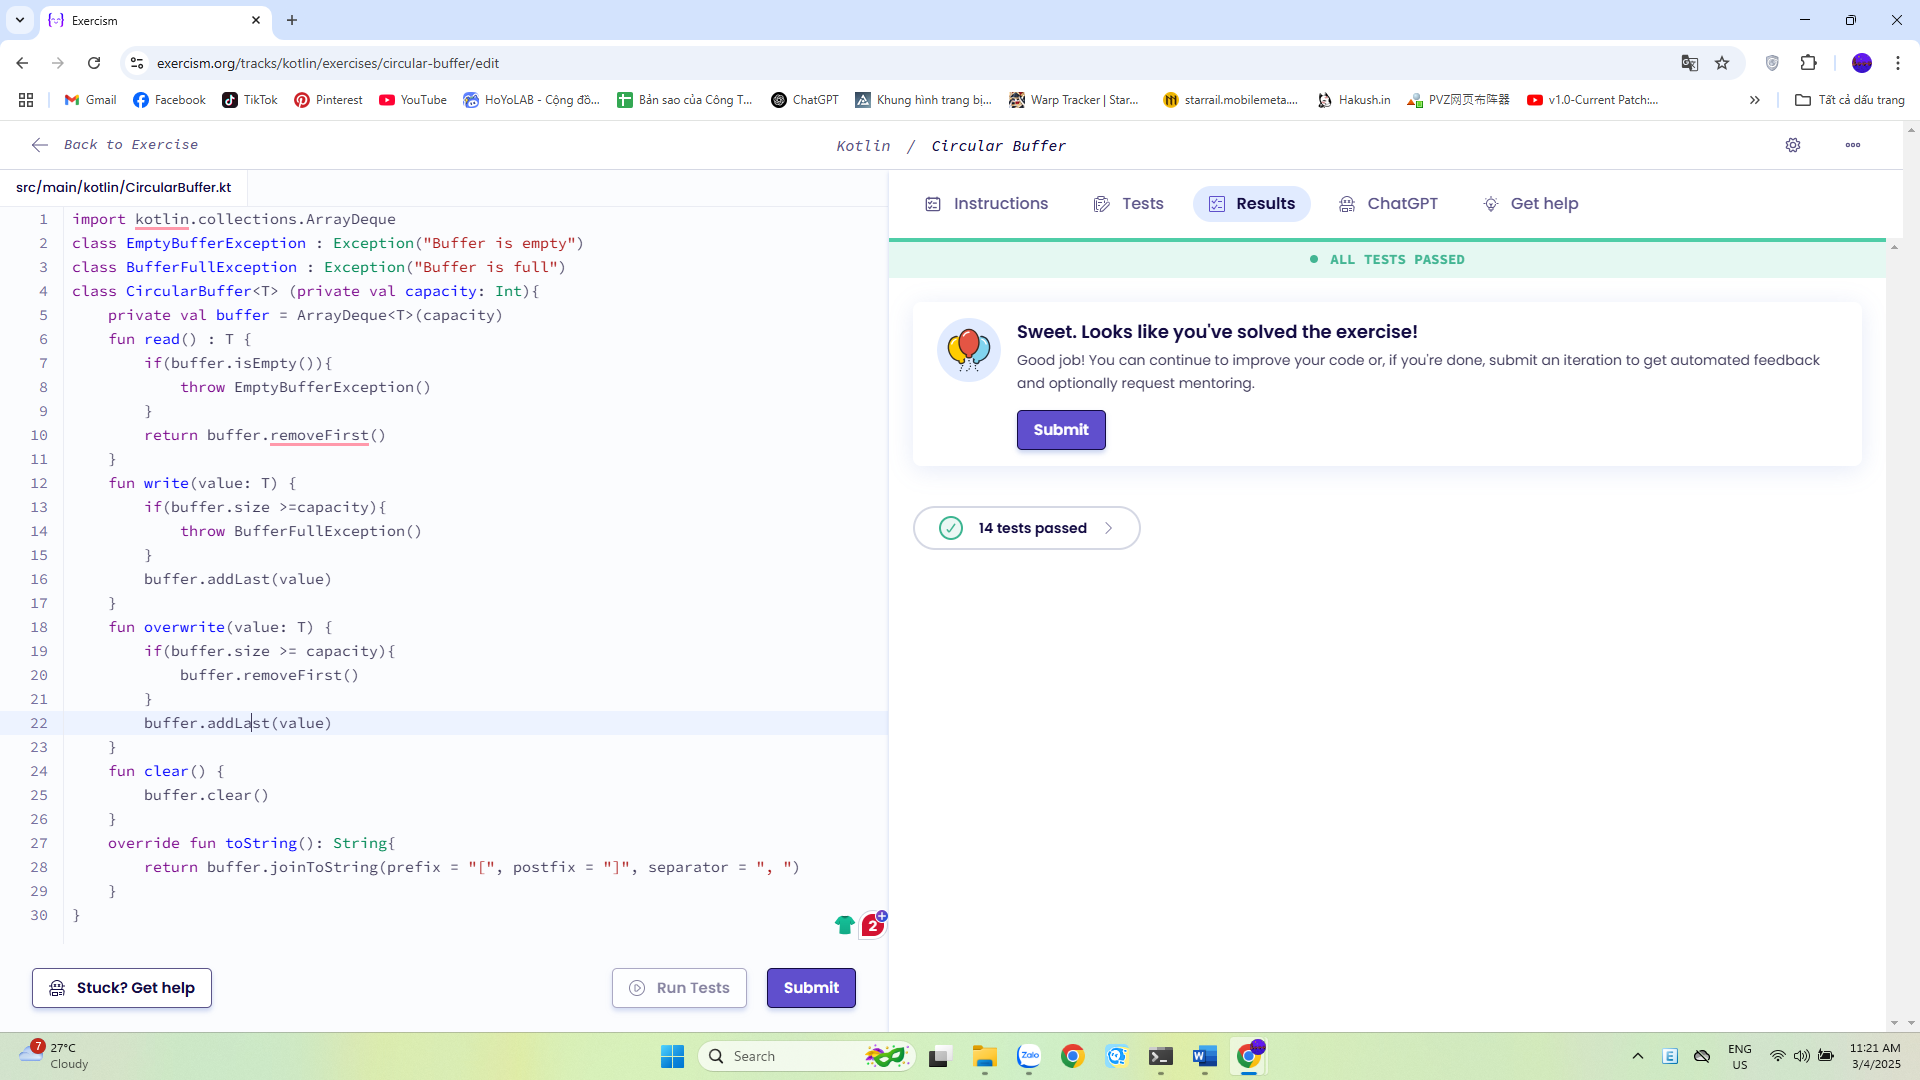 Exercism
exercism.org/tracks/kotlin/exercises/circular-buffer/edit
Gmail
Facebook
TikTok
Pinterest
YouTube
HoYoLAB - Cộng đồ...
Bản sao của Công T...
ChatGPT
Khung hình trang bị...
Warp Tracker | Star...
starrail.mobilemeta....
Hakush.in
PVZ网页布阵器
v1.0-Current Patch:...
Tất cả dấu trang
Back to Exercise
Kotlin / Circular Buffer
src/main/kotlin/CircularBuffer.kt
1 import kotlin.collections.ArrayDeque
2 class EmptyBufferException : Exception("Buffer is empty")
3 class BufferFullException : Exception("Buffer is full")
4 class CircularBuffer<T> (private val capacity: Int){
5 private val buffer = ArrayDeque<T>(capacity)
6 fun read() : T {
7 if(buffer.isEmpty()){
8 throw EmptyBufferException()
9 }
10 return buffer.removeFirst()
11 }
12 fun write(value: T) {
13 if(buffer.size >=capacity){
14 throw BufferFullException()
15 }
16 buffer.addLast(value)
17 }
18 fun overwrite(value: T) {
19 if(buffer.size >= capacity){
20 buffer.removeFirst()
21 }
22 buffer.addLast(value)
23 }
24 fun clear() {
25 buffer.clear()
26 }
27 override fun toString(): String{
28 return buffer.joinToString(prefix = "[", postfix = "]", separator = ", ")
29 }
30 }
2
Stuck? Get help
Run Tests
Submit
Instructions
Tests
Results
ChatGPT
Get help
ALL TESTS PASSED
Sweet. Looks like you've solved the exercise!
Good job! You can continue to improve your code or, if you're done, submit an iteration to get automated feedback
and optionally request mentoring.
Submit
14 tests passed
7
27°C
Cloudy
Search
Zalo
ENG
US
11:21 AM
3/4/2025